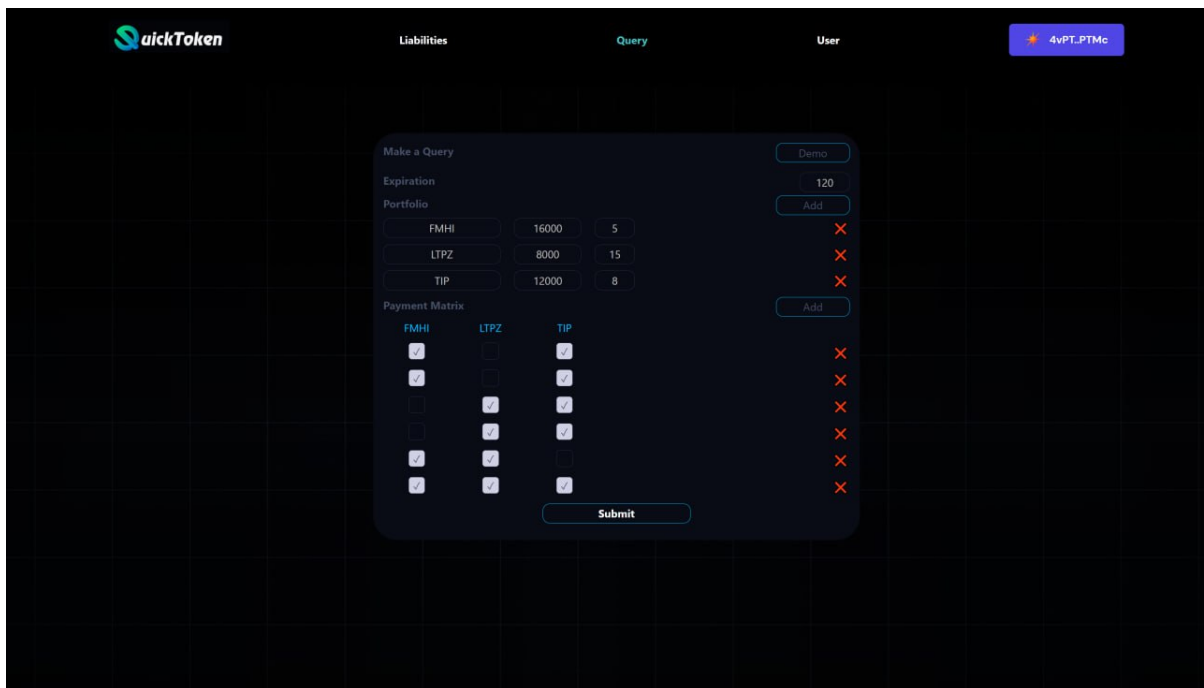 QuickToken Liabilities Query User 4vPT..PTMc
Make a Query Demo
Expiration 120
Portfolio Add
FMHI 16000 5
LTPZ 8000 15
TIP 12000 8
Payment Matrix Add
FMHI LTPZ TIP
Submit